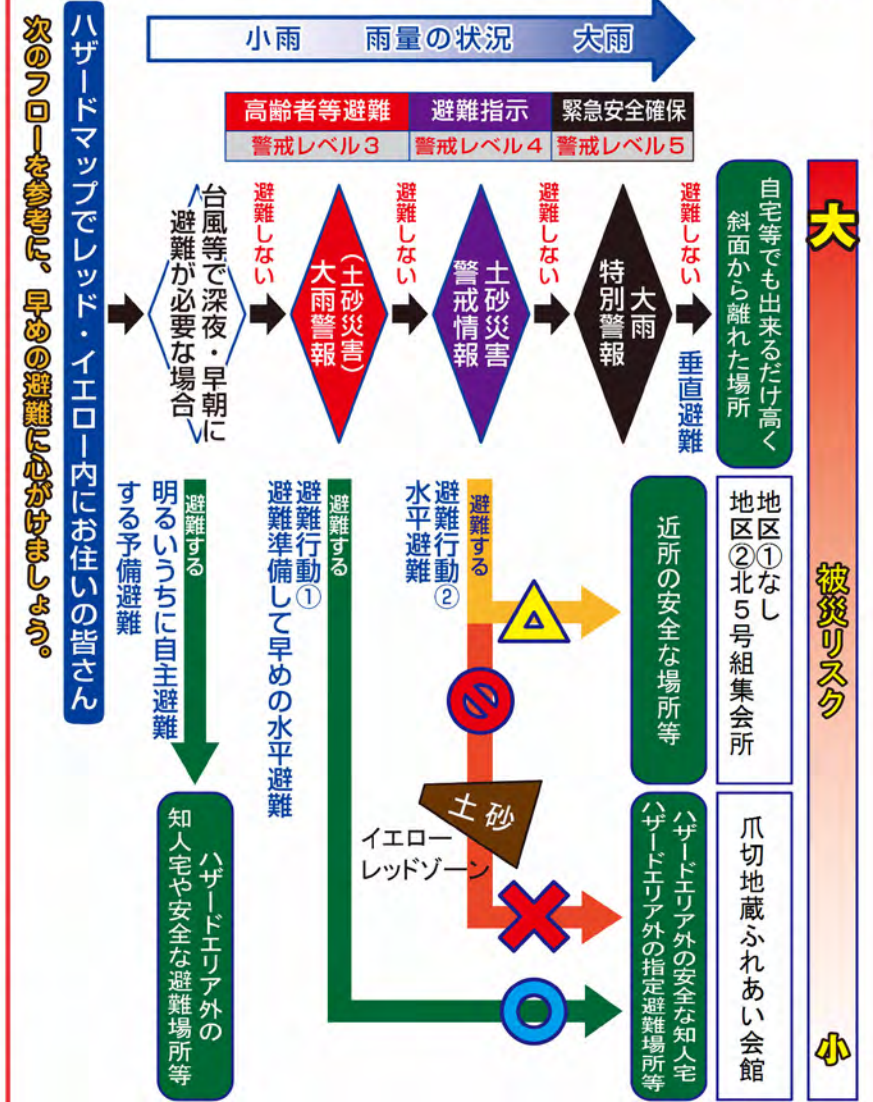 次のフローを参考に、早めの避難に心がけましょう。
ハザードマップでレッド・イエロー内にお住いの皆さん
小雨 雨量の状況 大雨
高齢者等避難 避難指示 緊急安全確保
警戒レベル3 警戒レベル4 警戒レベル5
台風等で深夜・早朝に
避難が必要な場合
避難しない
(土砂災害)
大雨警報
避難しない
土砂災害
警戒情報
避難しない
大雨
特別警報
避難しない
垂直避難
自宅等でも出来るだけ高く
斜面から離れた場所
避難する
明るいうちに自主避難
する予備避難
ハザードエリア外の
知人宅や安全な避難場所等
避難する
避難行動①
避難準備して早めの水平避難
避難する
避難行動②
水平避難
土砂
イエロー
レッドゾーン
近所の安全な場所等
地区①なし
地区②北5号組集会所
ハザードエリア外の安全な知人宅
ハザードエリア外の指定避難場所等
爪切地蔵ふれあい会館
大
被災リスク
小